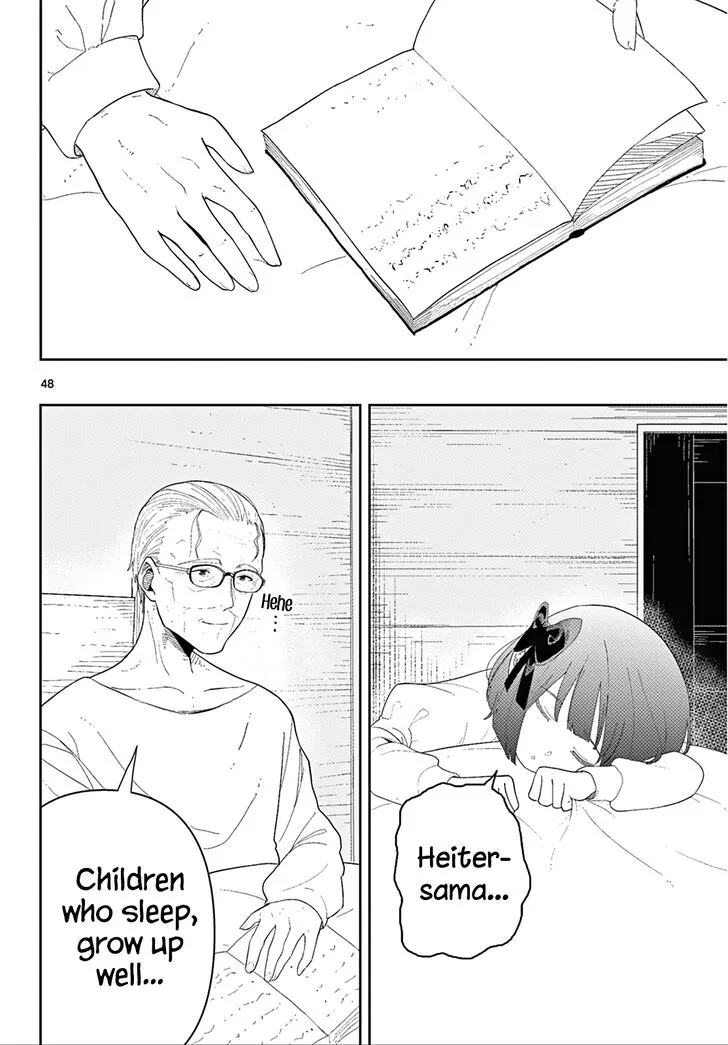 48
Heiter-
sama...
Hehe
...
Children
who sleep,
grow up
well...